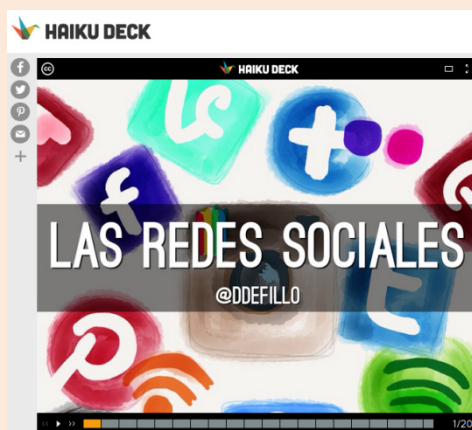 HAIKU DECK
HAIKU DECK
LAS REDES SOCIALES
@DDEFILLO
1/20